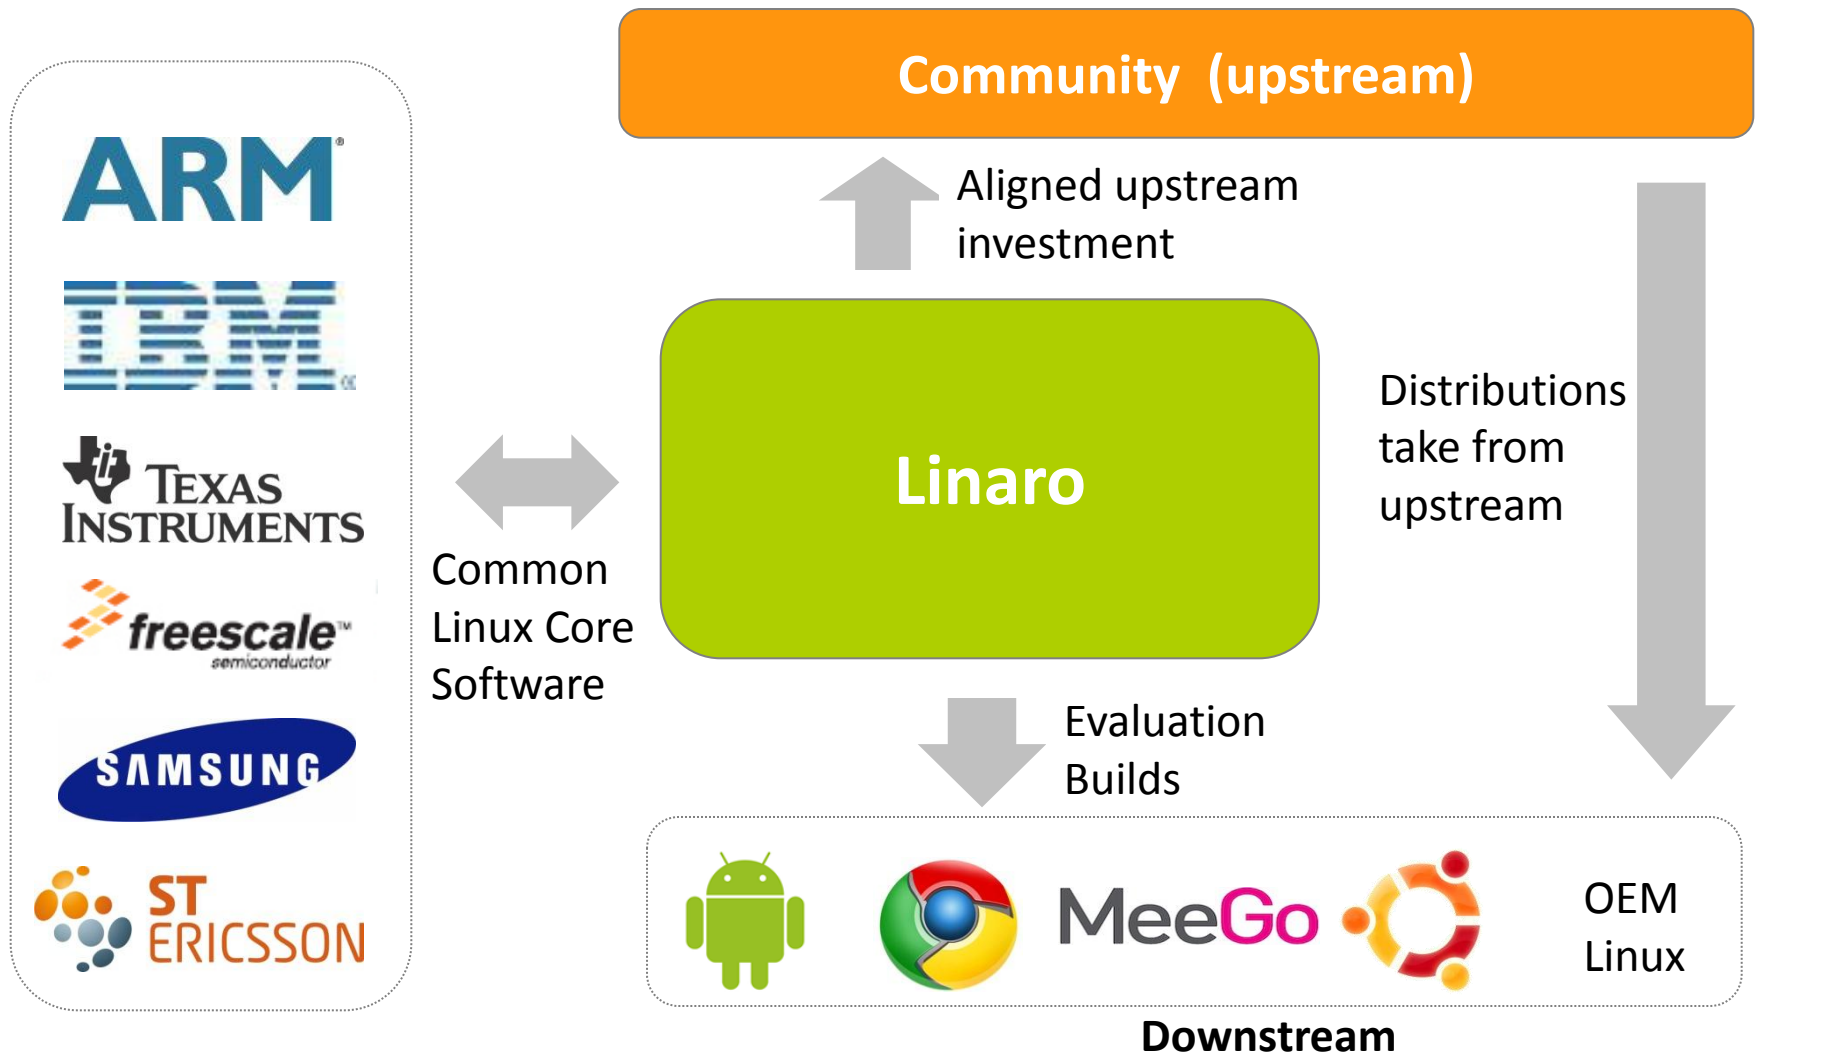 Community (upstream)
ARM®
IBM
TEXAS
INSTRUMENTS
freescale™
semiconductor
SAMSUNG
ST
ERICSSON
Aligned upstream
investment
Linaro
Common
Linux Core
Software
Distributions
take from
upstream
Evaluation
Builds
MeeGo
OEM
Linux
Downstream